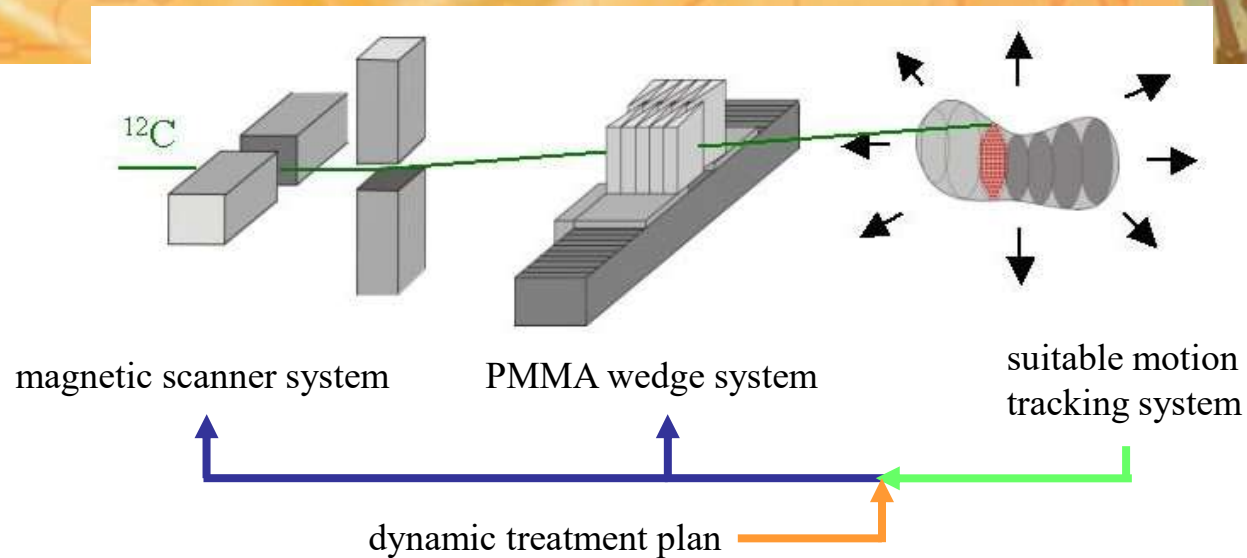 ¹²C
magnetic scanner system
PMMA wedge system
suitable motion
tracking system
dynamic treatment plan